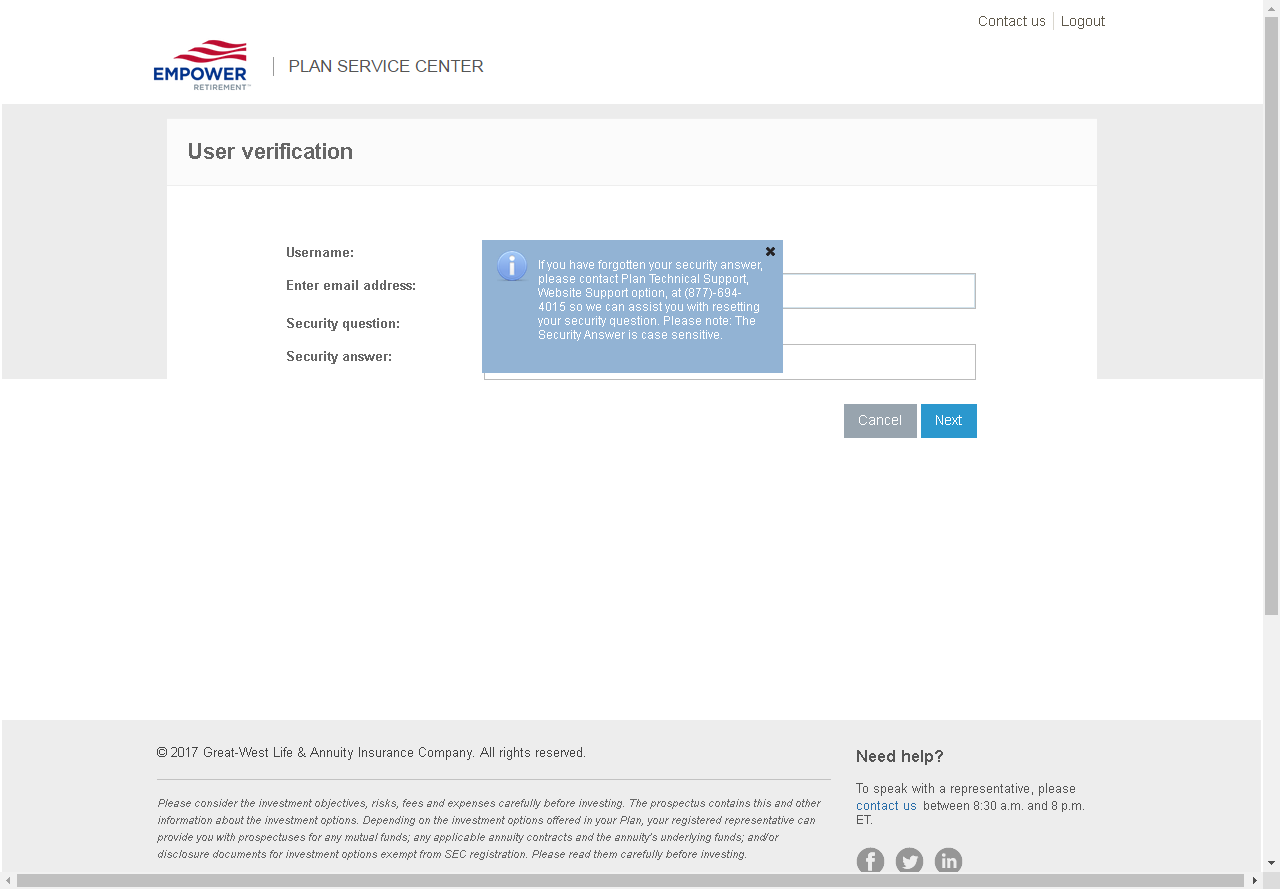 Contact us Logout
EMPOWER
RETIREMENT™
PLAN SERVICE CENTER
User verification
Username:
Enter email address:
Security question:
Security answer:
If you have forgotten your security answer,
please contact Plan Technical Support,
Website Support option, at (877)-694-
4015 so we can assist you with resetting
your security question. Please note: The
Security Answer is case sensitive.
Cancel Next
© 2017 Great-West Life & Annuity Insurance Company. All rights reserved.
Please consider the investment objectives, risks, fees and expenses carefully before investing. The prospectus contains this and other
information about the investment options. Depending on the investment options offered in your Plan, your registered representative can
provide you with prospectuses for any mutual funds; any applicable annuity contracts and the annuity's underlying funds; and/or
disclosure documents for investment options exempt from SEC registration. Please read them carefully before investing.
Need help?
To speak with a representative, please
contact us between 8:30 a.m. and 8 p.m.
ET.